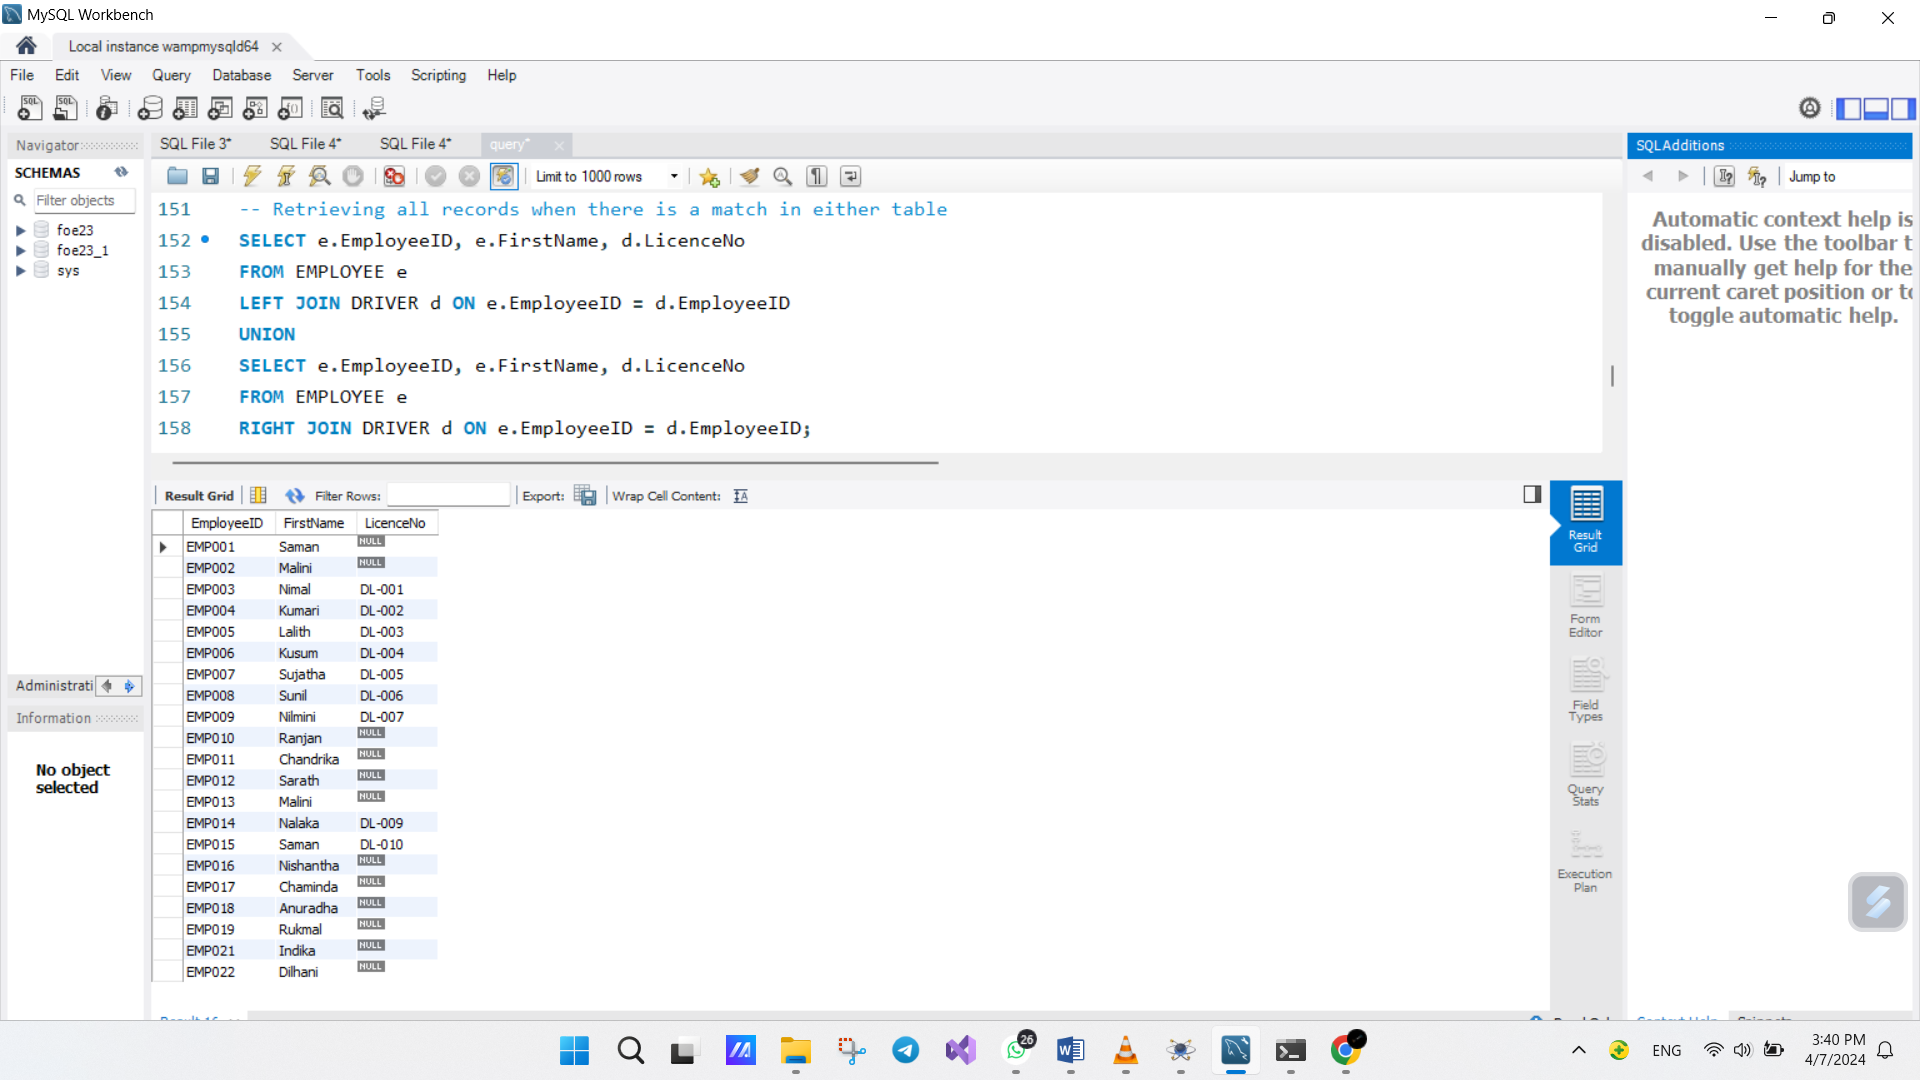 MySQL Workbench
Local instance wampmysqld64
File Edit View Query Database Server Tools Scripting Help
Navigator
SCHEMAS
Filter objects
foe23
foe23_1
sys
Administrati
Information
No object
selected
SQL File 3* SQL File 4* SQL File 4* query*
Limit to 1000 rows
151 -- Retrieving all records when there is a match in either table
152 SELECT e.EmployeeID, e.FirstName, d.LicenceNo
153 FROM EMPLOYEE e
154 LEFT JOIN DRIVER d ON e.EmployeeID = d.EmployeeID
155 UNION
156 SELECT e.EmployeeID, e.FirstName, d.LicenceNo
157 FROM EMPLOYEE e
158 RIGHT JOIN DRIVER d ON e.EmployeeID = d.EmployeeID;
Result Grid Filter Rows: Export: Wrap Cell Content:
EmployeeID FirstName LicenceNo
EMP001 Saman NULL
EMP002 Malini NULL
EMP003 Nimal DL-001
EMP004 Kumari DL-002
EMP005 Lalith DL-003
EMP006 Kusum DL-004
EMP007 Sujatha DL-005
EMP008 Sunil DL-006
EMP009 Nilmini DL-007
EMP010 Ranjan NULL
EMP011 Chandrika NULL
EMP012 Sarath NULL
EMP013 Malini NULL
EMP014 Nalaka DL-009
EMP015 Saman DL-010
EMP016 Nishantha NULL
EMP017 Chaminda NULL
EMP018 Anuradha NULL
EMP019 Rukmal NULL
EMP021 Indika NULL
EMP022 Dilhani NULL
Result
Grid
Form
Editor
Field
Types
Query
Stats
Execution
Plan
SQLAdditions
Jump to
Automatic context help is
disabled. Use the toolbar t
manually get help for the
current caret position or to
toggle automatic help.
26
ENG
3:40 PM
4/7/2024